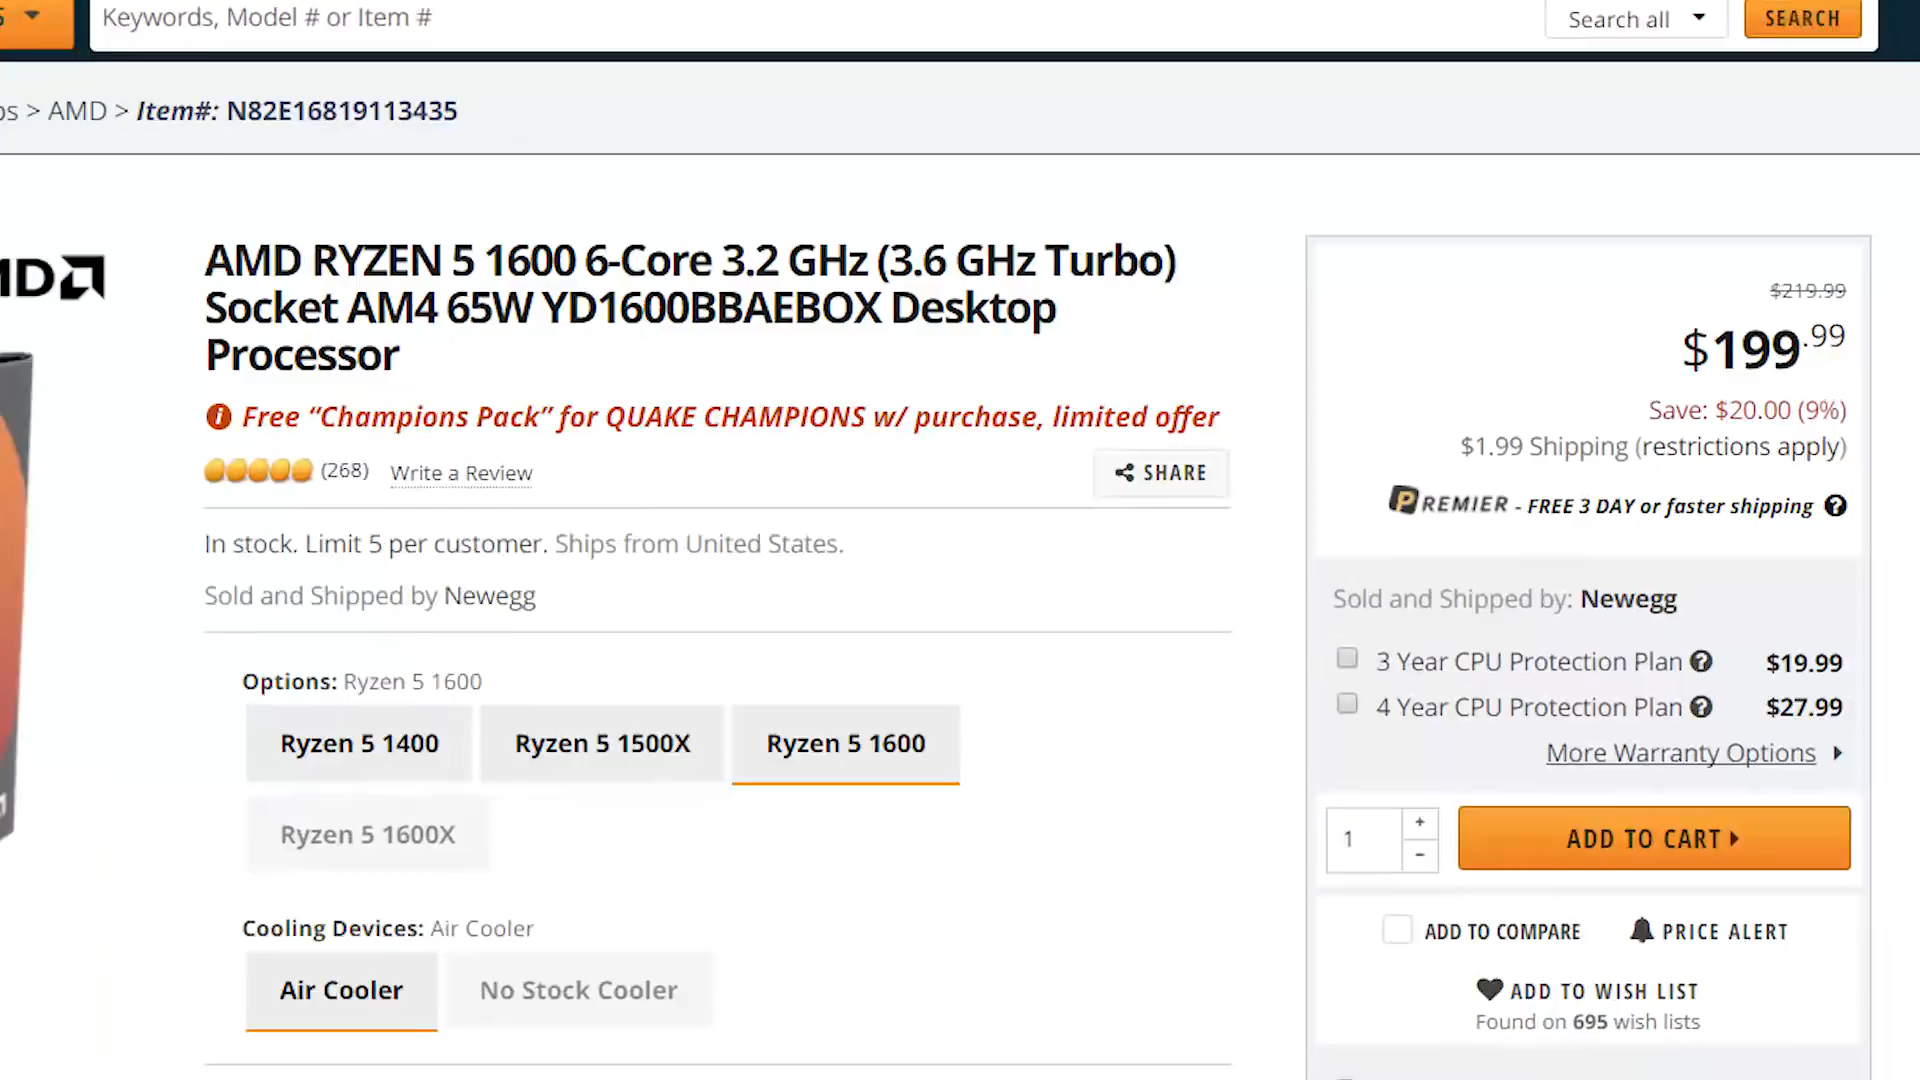 Keywords, Model # or Item #
Search all
SEARCH
> AMD > Item#: N82E16819113435
AMD RYZEN 5 1600 6-Core 3.2 GHz (3.6 GHz Turbo)
Socket AM4 65W YD1600BBAEBOX Desktop
Processor
Free “Champions Pack” for QUAKE CHAMPIONS w/ purchase, limited offer
(268) Write a Review
SHARE
In stock. Limit 5 per customer. Ships from United States.
Sold and Shipped by Newegg
Options: Ryzen 5 1600
Ryzen 5 1400
Ryzen 5 1500X
Ryzen 5 1600
Ryzen 5 1600X
Cooling Devices: Air Cooler
Air Cooler
No Stock Cooler
$219.99
$199.99
Save: $20.00 (9%)
$1.99 Shipping (restrictions apply)
PREMIER - FREE 3 DAY or faster shipping ?
Sold and Shipped by: Newegg
3 Year CPU Protection Plan ? $19.99
4 Year CPU Protection Plan ? $27.99
More Warranty Options
1
+
-
ADD TO CART
ADD TO COMPARE
PRICE ALERT
ADD TO WISH LIST
Found on 695 wish lists